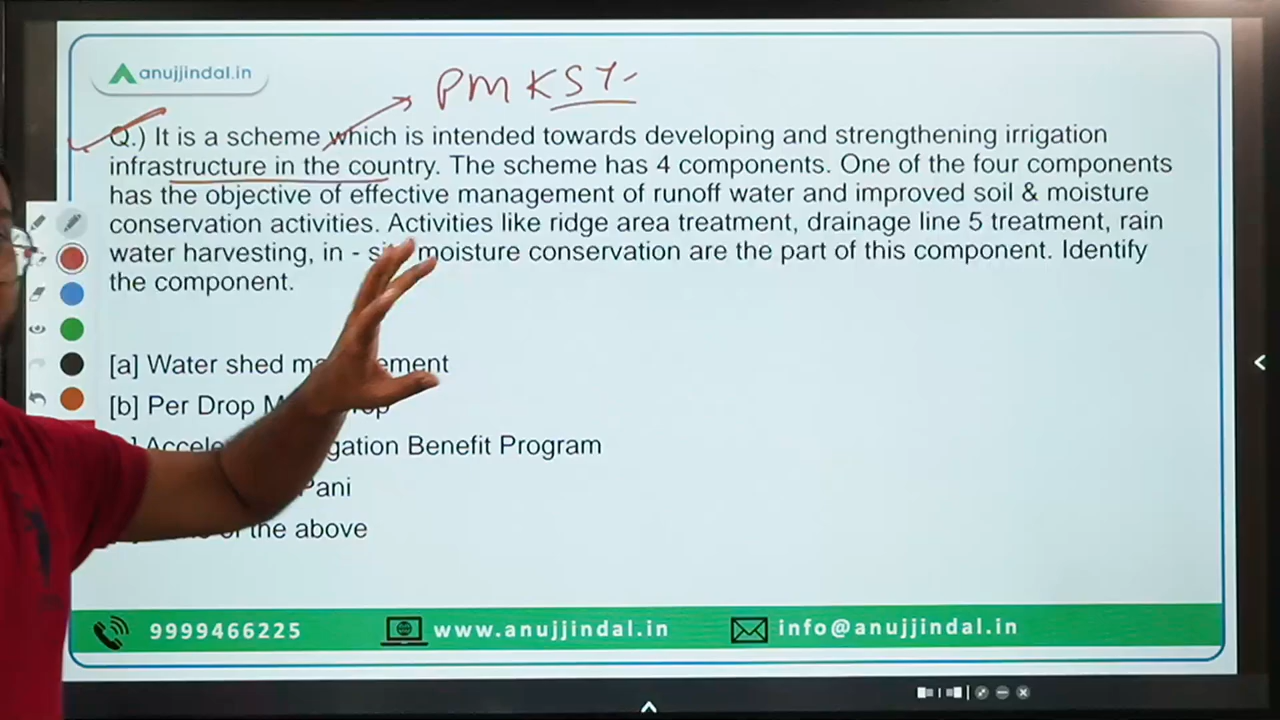 anujjindal.in
PMKSY-
Q.) It is a scheme which is intended towards developing and strengthening irrigation
infrastructure in the country. The scheme has 4 components. One of the four components
has the objective of effective management of runoff water and improved soil & moisture
conservation activities. Activities like ridge area treatment, drainage line 5 treatment, rain
water harvesting, in - moisture conservation are the part of this component. Identify
the component.
[a] Water shed
[b] Per Drop
Benefit Program
Pani
the above
9999466225
www.anujjindal.in
info@anujjindal.in